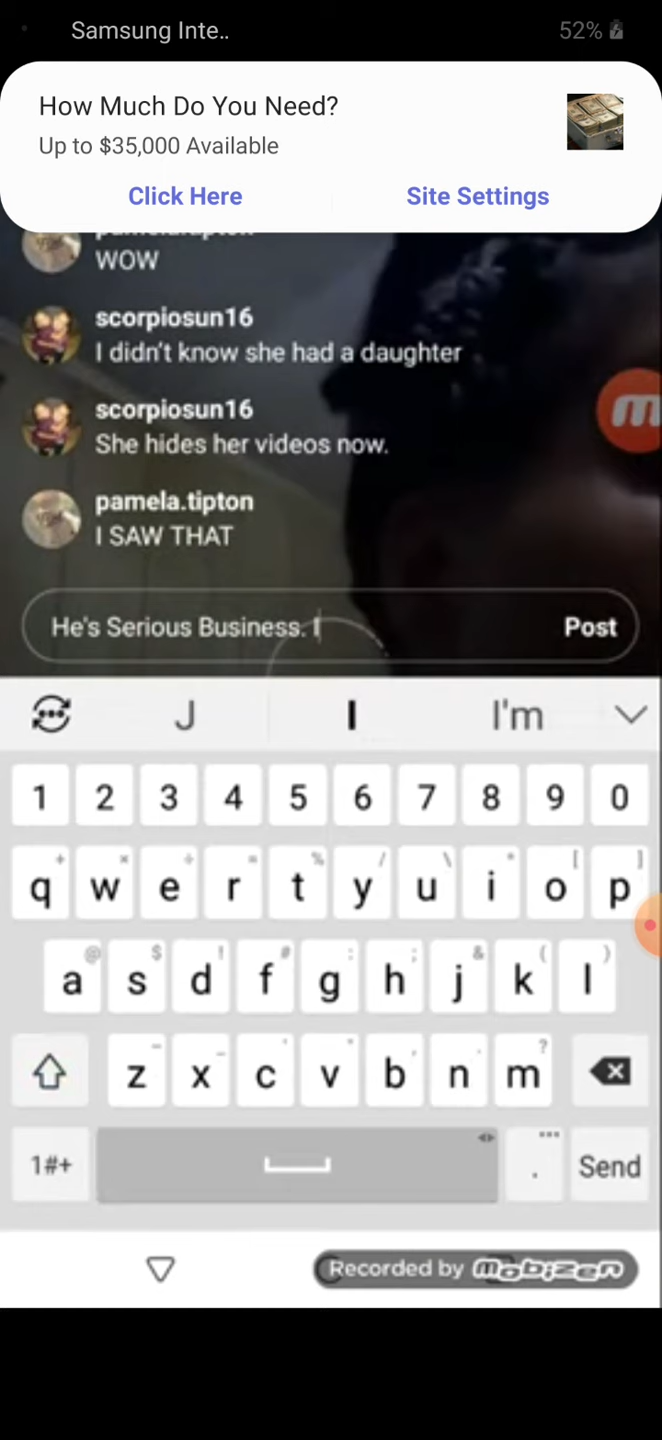 Samsung Inte..
52%
How Much Do You Need?
Up to $35,000 Available
Click Here Site Settings
WOW
scorpiosun16
I didn't know she had a daughter
scorpiosun16
She hides her videos now.
pamela.tipton
I SAW THAT
He's Serious Business. I Post
J I I'm
1 2 3 4 5 6 7 8 9 0
q w e r t y u i o p
a s d f g h j k l
z x c v b n m
1#+ . Send
Recorded by mobizen